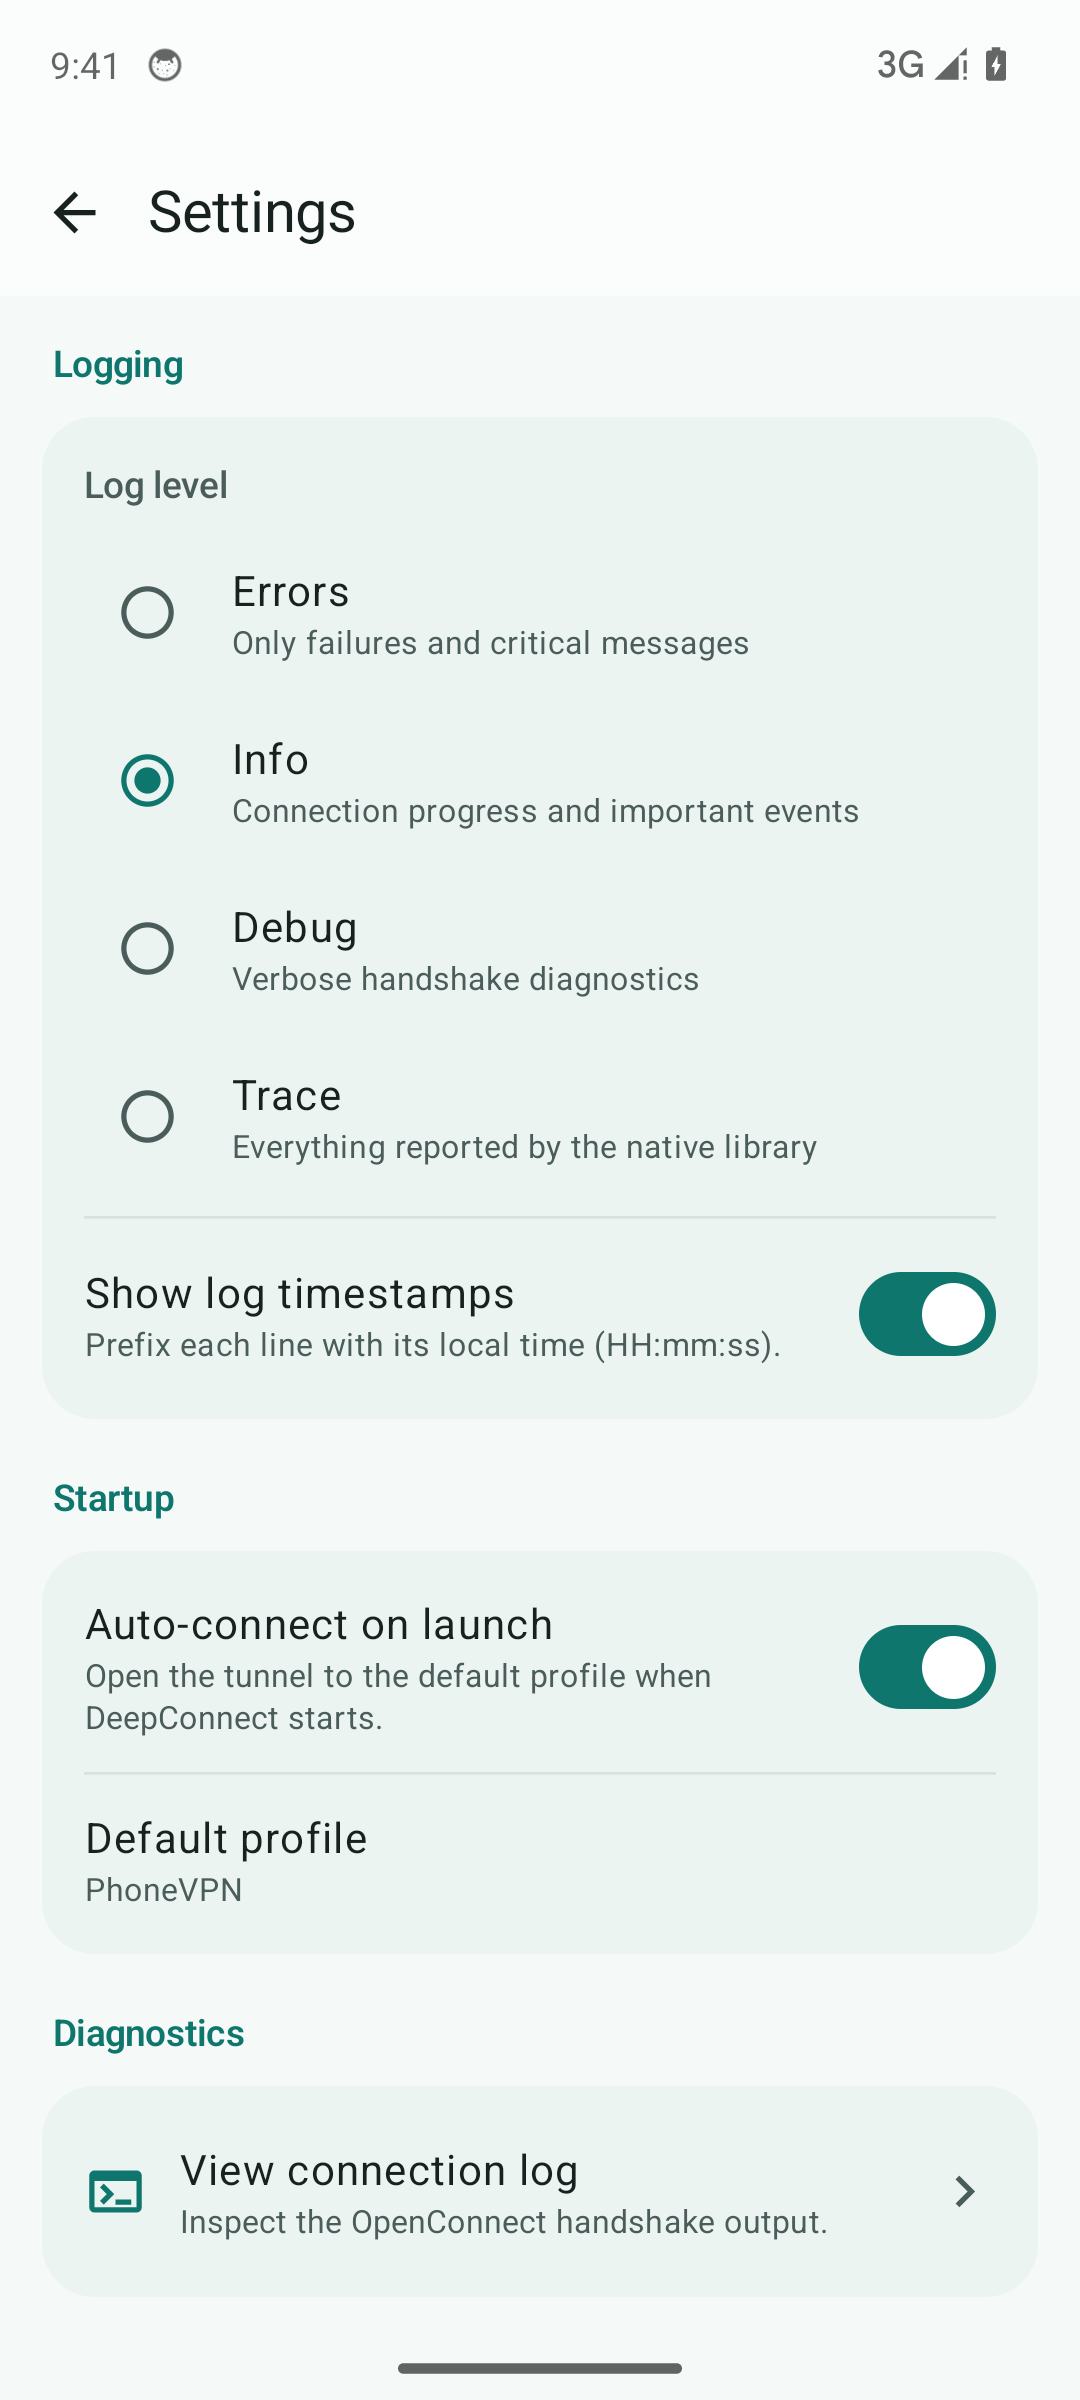 9:41
3G
Settings
Logging
Log level
Errors
Only failures and critical messages
Info
Connection progress and important events
Debug
Verbose handshake diagnostics
Trace
Everything reported by the native library
Show log timestamps
Prefix each line with its local time (HH:mm:ss).
Startup
Auto-connect on launch
Open the tunnel to the default profile when
DeepConnect starts.
Default profile
PhoneVPN
Diagnostics
View connection log
Inspect the OpenConnect handshake output.